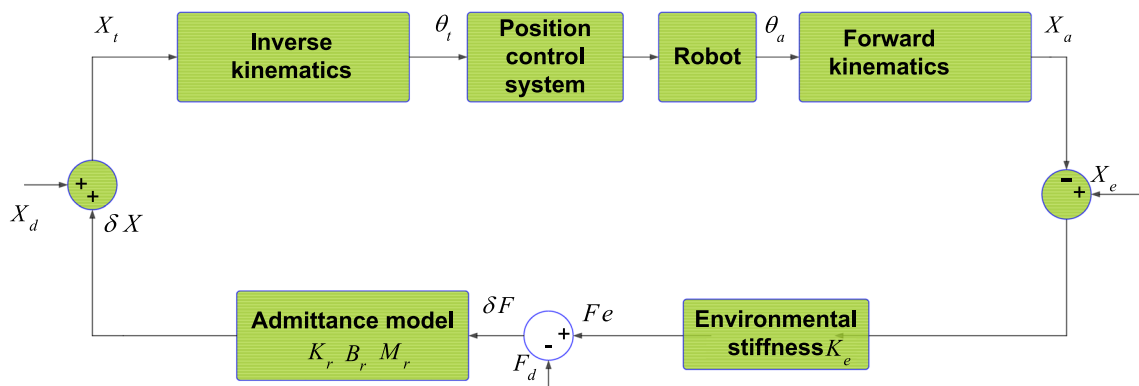 X_t
Inverse
kinematics
θ_t
Position
control
system
Robot
θ_a
Forward
kinematics
X_a
+
+
X_d
δ X
-
+
X_e
Admittance model
K_r B_r M_r
δF
+
-
F_d
Fe
Environmental
stiffness K_e